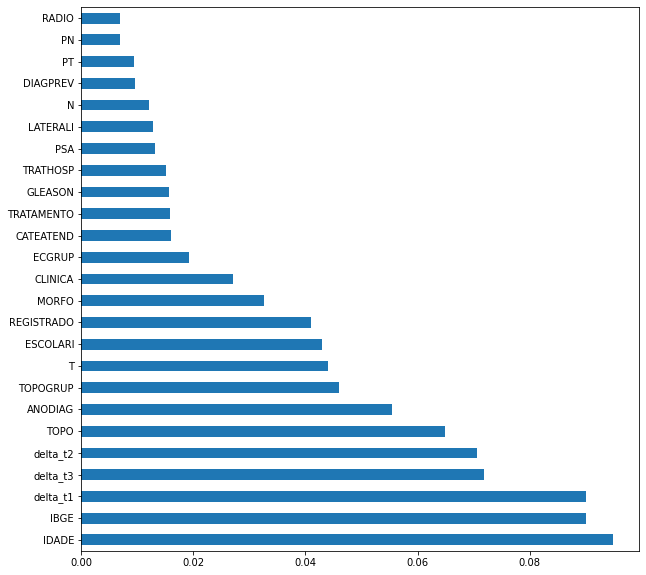 RADIO
PN
PT
DIAGPREV
N
LATERALI
PSA
TRATHOSP
GLEASON
TRATAMENTO
CATEATEND
ECGRUP
CLINICA
MORFO
REGISTRADO
ESCOLARI
T
TOPOGRUP
ANODIAG
TOPO
delta_t2
delta_t3
delta_t1
IBGE
IDADE
0.00 0.02 0.04 0.06 0.08